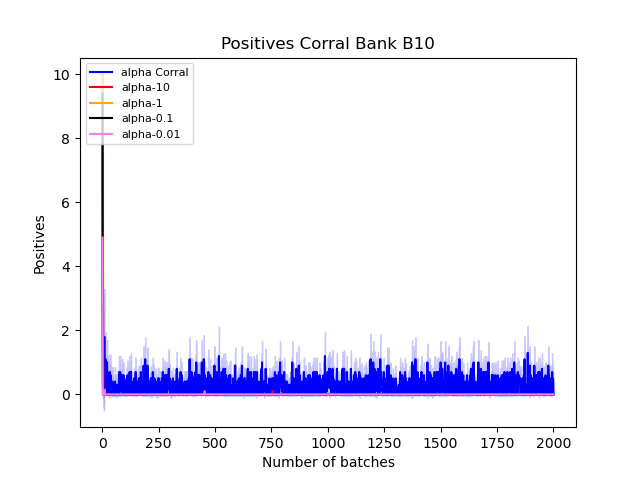 Positives Corral Bank B10
alpha Corral
alpha-10
alpha-1
alpha-0.1
alpha-0.01
10
8
6
4
2
0
Positives
0 250 500 750 1000 1250 1500 1750 2000
Number of batches